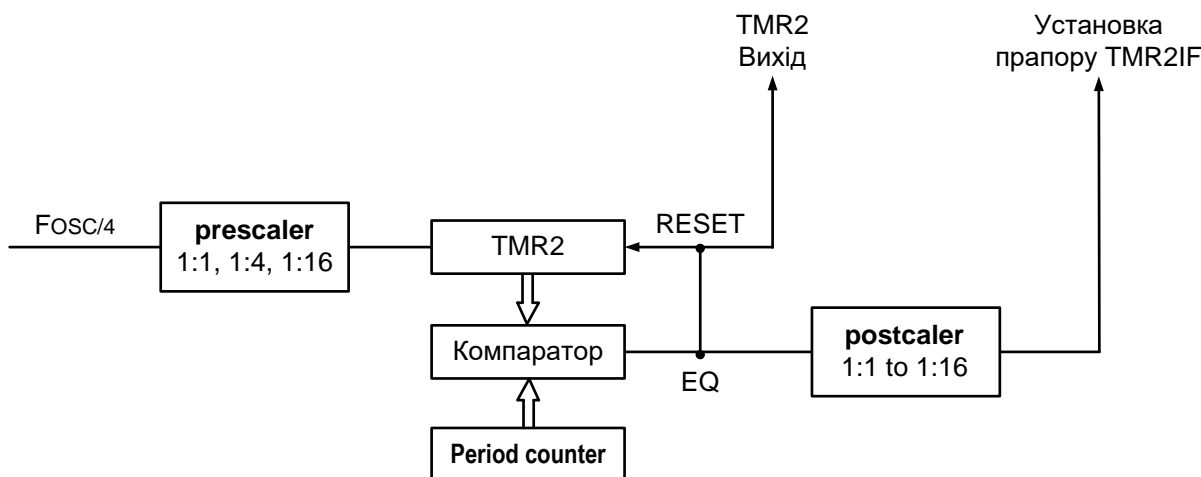 TMR2
Вихід
Установка
прапору TMR2IF
FOSC/4
prescaler
1:1, 1:4, 1:16
TMR2
RESET
Компаратор
EQ
postcaler
1:1 to 1:16
Period counter